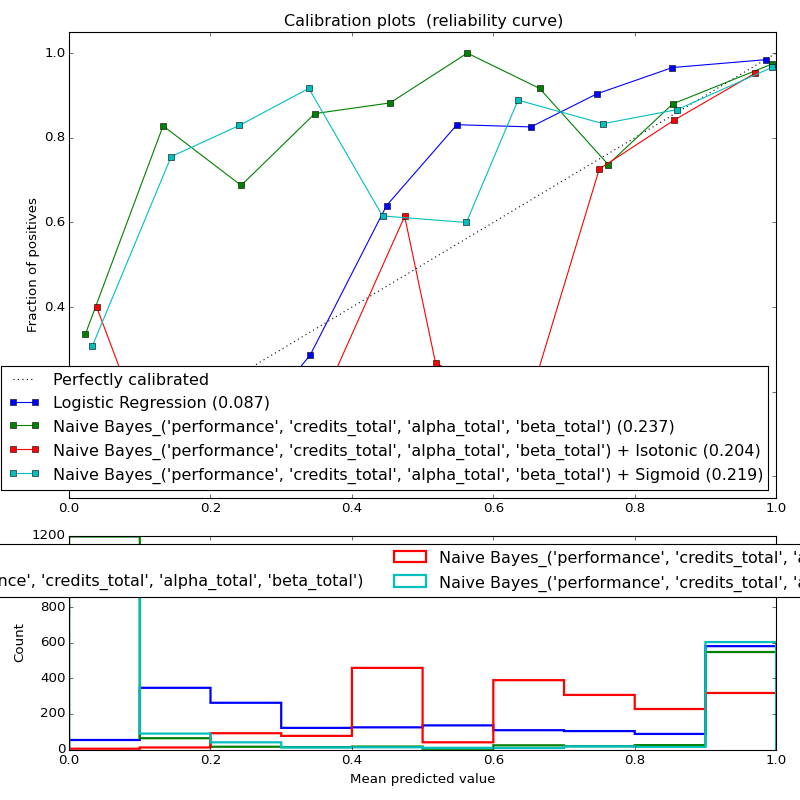 Calibration plots  (reliability curve)
1.0
0.8
0.6
0.4
Fraction of positives
Perfectly calibrated
Logistic Regression (0.087)
Naive Bayes_('performance', 'credits_total', 'alpha_total', 'beta_total') (0.237)
Naive Bayes_('performance', 'credits_total', 'alpha_total', 'beta_total') + Isotonic (0.204)
Naive Bayes_('performance', 'credits_total', 'alpha_total', 'beta_total') + Sigmoid (0.219)
0.0 0.2 0.4 0.6 0.8 1.0
1200
Naive Bayes_('performance', 'credits_total',
'credits_total', 'alpha_total', 'beta_total') Naive Bayes_('performance', 'credits_total',
800
600
400
200
0
Count
0.0 0.2 0.4 0.6 0.8 1.0
Mean predicted value